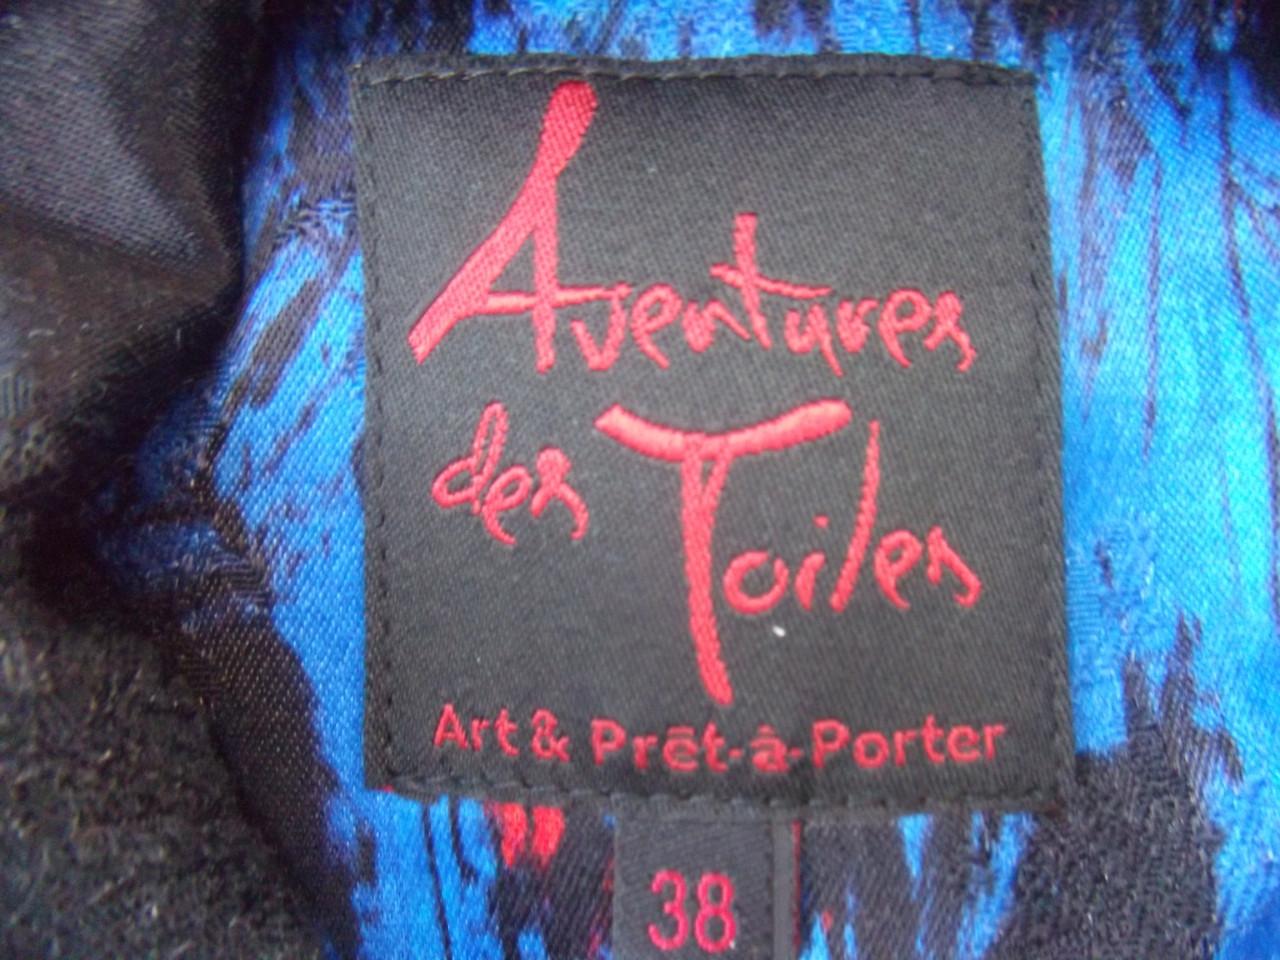 Aventures
des Toiles
Art & Prêt-à-Porter
38